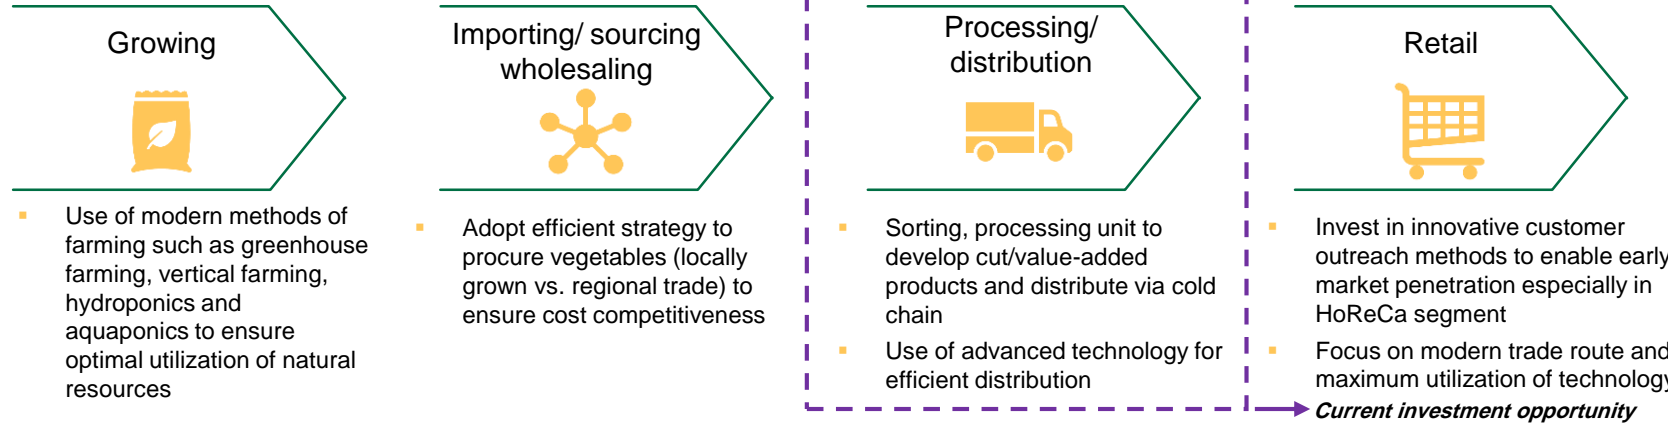 Growing
Use of modern methods of
farming such as greenhouse
farming, vertical farming,
hydroponics and
aquaponics to ensure
optimal utilization of natural
resources
Importing/ sourcing
wholesaling
Adopt efficient strategy to
procure vegetables (locally
grown vs. regional trade) to
ensure cost competitiveness
Processing/
distribution
Sorting, processing unit to
develop cut/value-added
products and distribute via cold
chain
Use of advanced technology for
efficient distribution
Retail
Invest in innovative customer
outreach methods to enable early
market penetration especially in
HoReCa segment
Focus on modern trade route and
maximum utilization of technology
Current investment opportunity